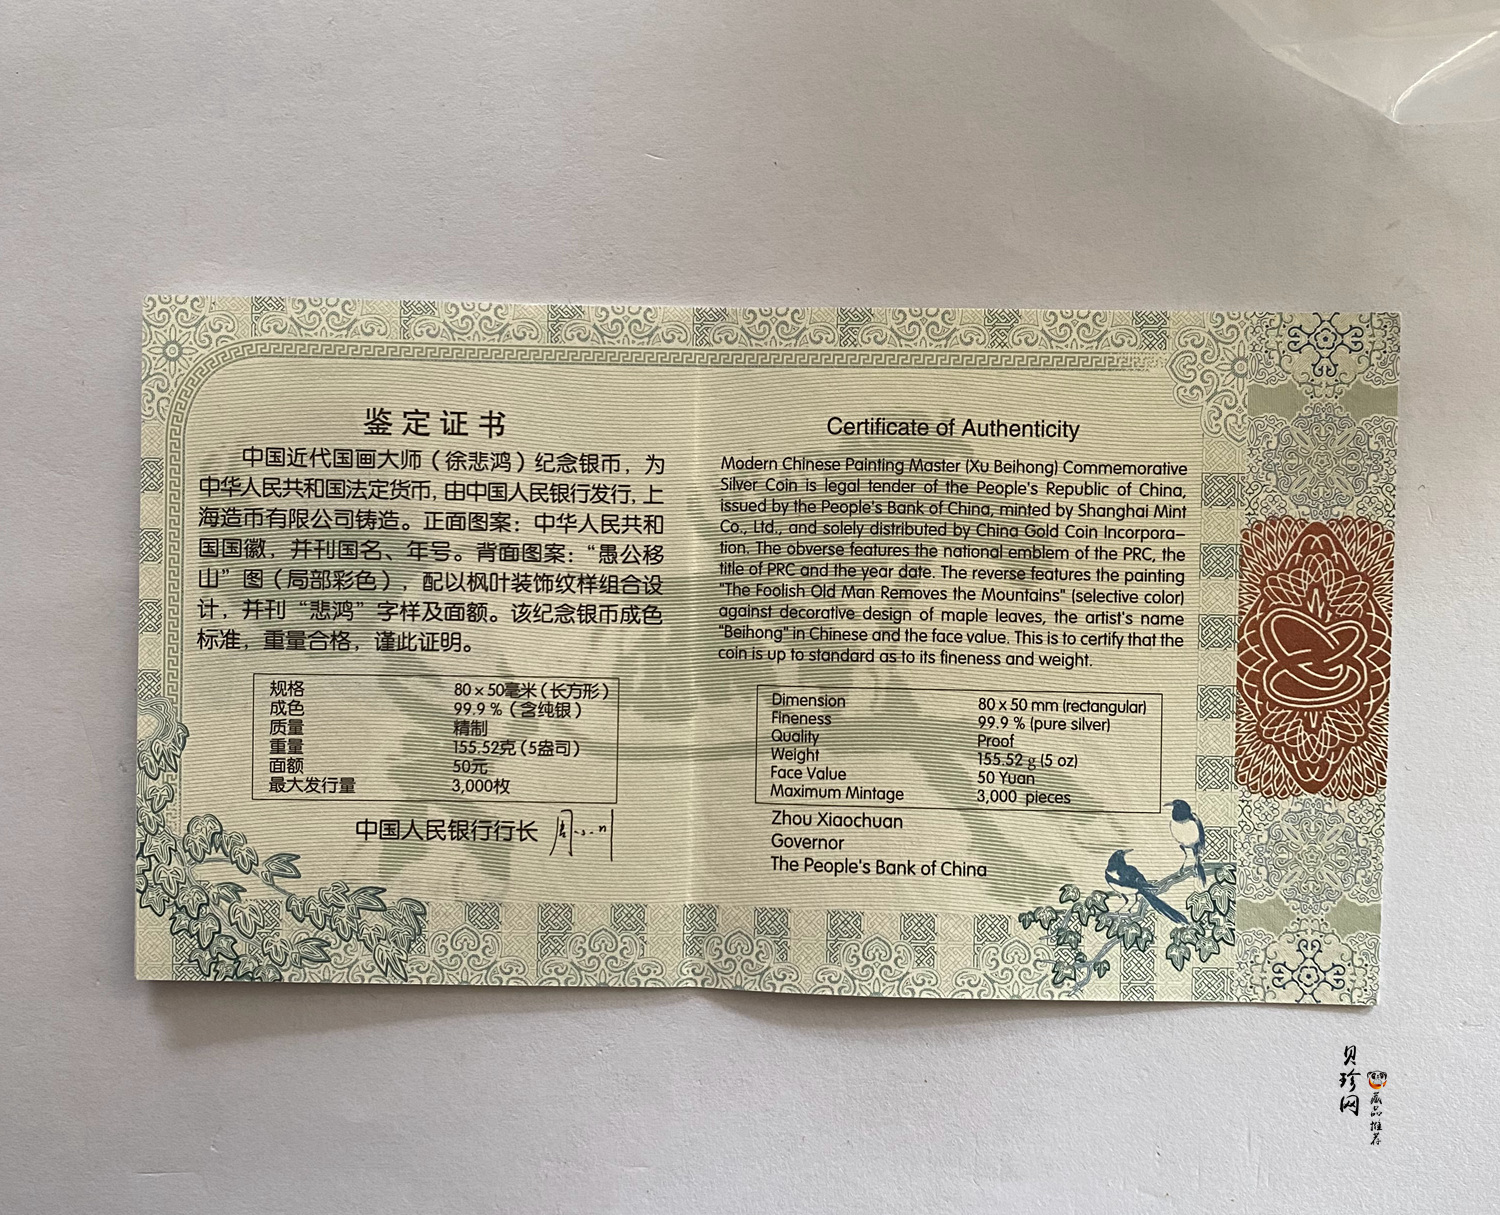 鉴定证书
中国近代国画大师（徐悲鸿）纪念银币，为
中华人民共和国法定货币，由中国人民银行发行，上
海造币有限公司铸造。正面图案：中华人民共和
国国徽，并刊国名、年号。背面图案：“愚公移
山”图（局部彩色），配以枫叶装饰纹样组合设
计，并刊“悲鸿”字样及面额。该纪念银币成色
标准，重量合格，谨此证明。
规格 80×50毫米（长方形）
成色 99.9％（含纯银）
质量 精制
重量 155.52克（5盎司）
面额 50元
最大发行量 3,000枚
中国人民银行行长 周小川
Certificate of Authenticity
Modern Chinese Painting Master (Xu Beihong) Commemorative
Silver Coin is legal tender of the People's Republic of China,
issued by the People's Bank of China, minted by Shanghai Mint
Co., Ltd., and solely distributed by China Gold Coin Incorpora-
tion. The obverse features the national emblem of the PRC, the
title of PRC and the year date. The reverse features the painting
"The Foolish Old Man Removes the Mountains" (selective color)
against decorative design of maple leaves, the artist's name
"Beihong" in Chinese and the face value. This is to certify that the
coin is up to standard as to its fineness and weight.
Dimension 80 x 50 mm (rectangular)
Fineness 99.9 % (pure silver)
Quality Proof
Weight 155.52 g (5 oz)
Face Value 50 Yuan
Maximum Mintage 3,000 pieces
Zhou Xiaochuan
Governor
The People's Bank of China
贝珍网
藏品推荐